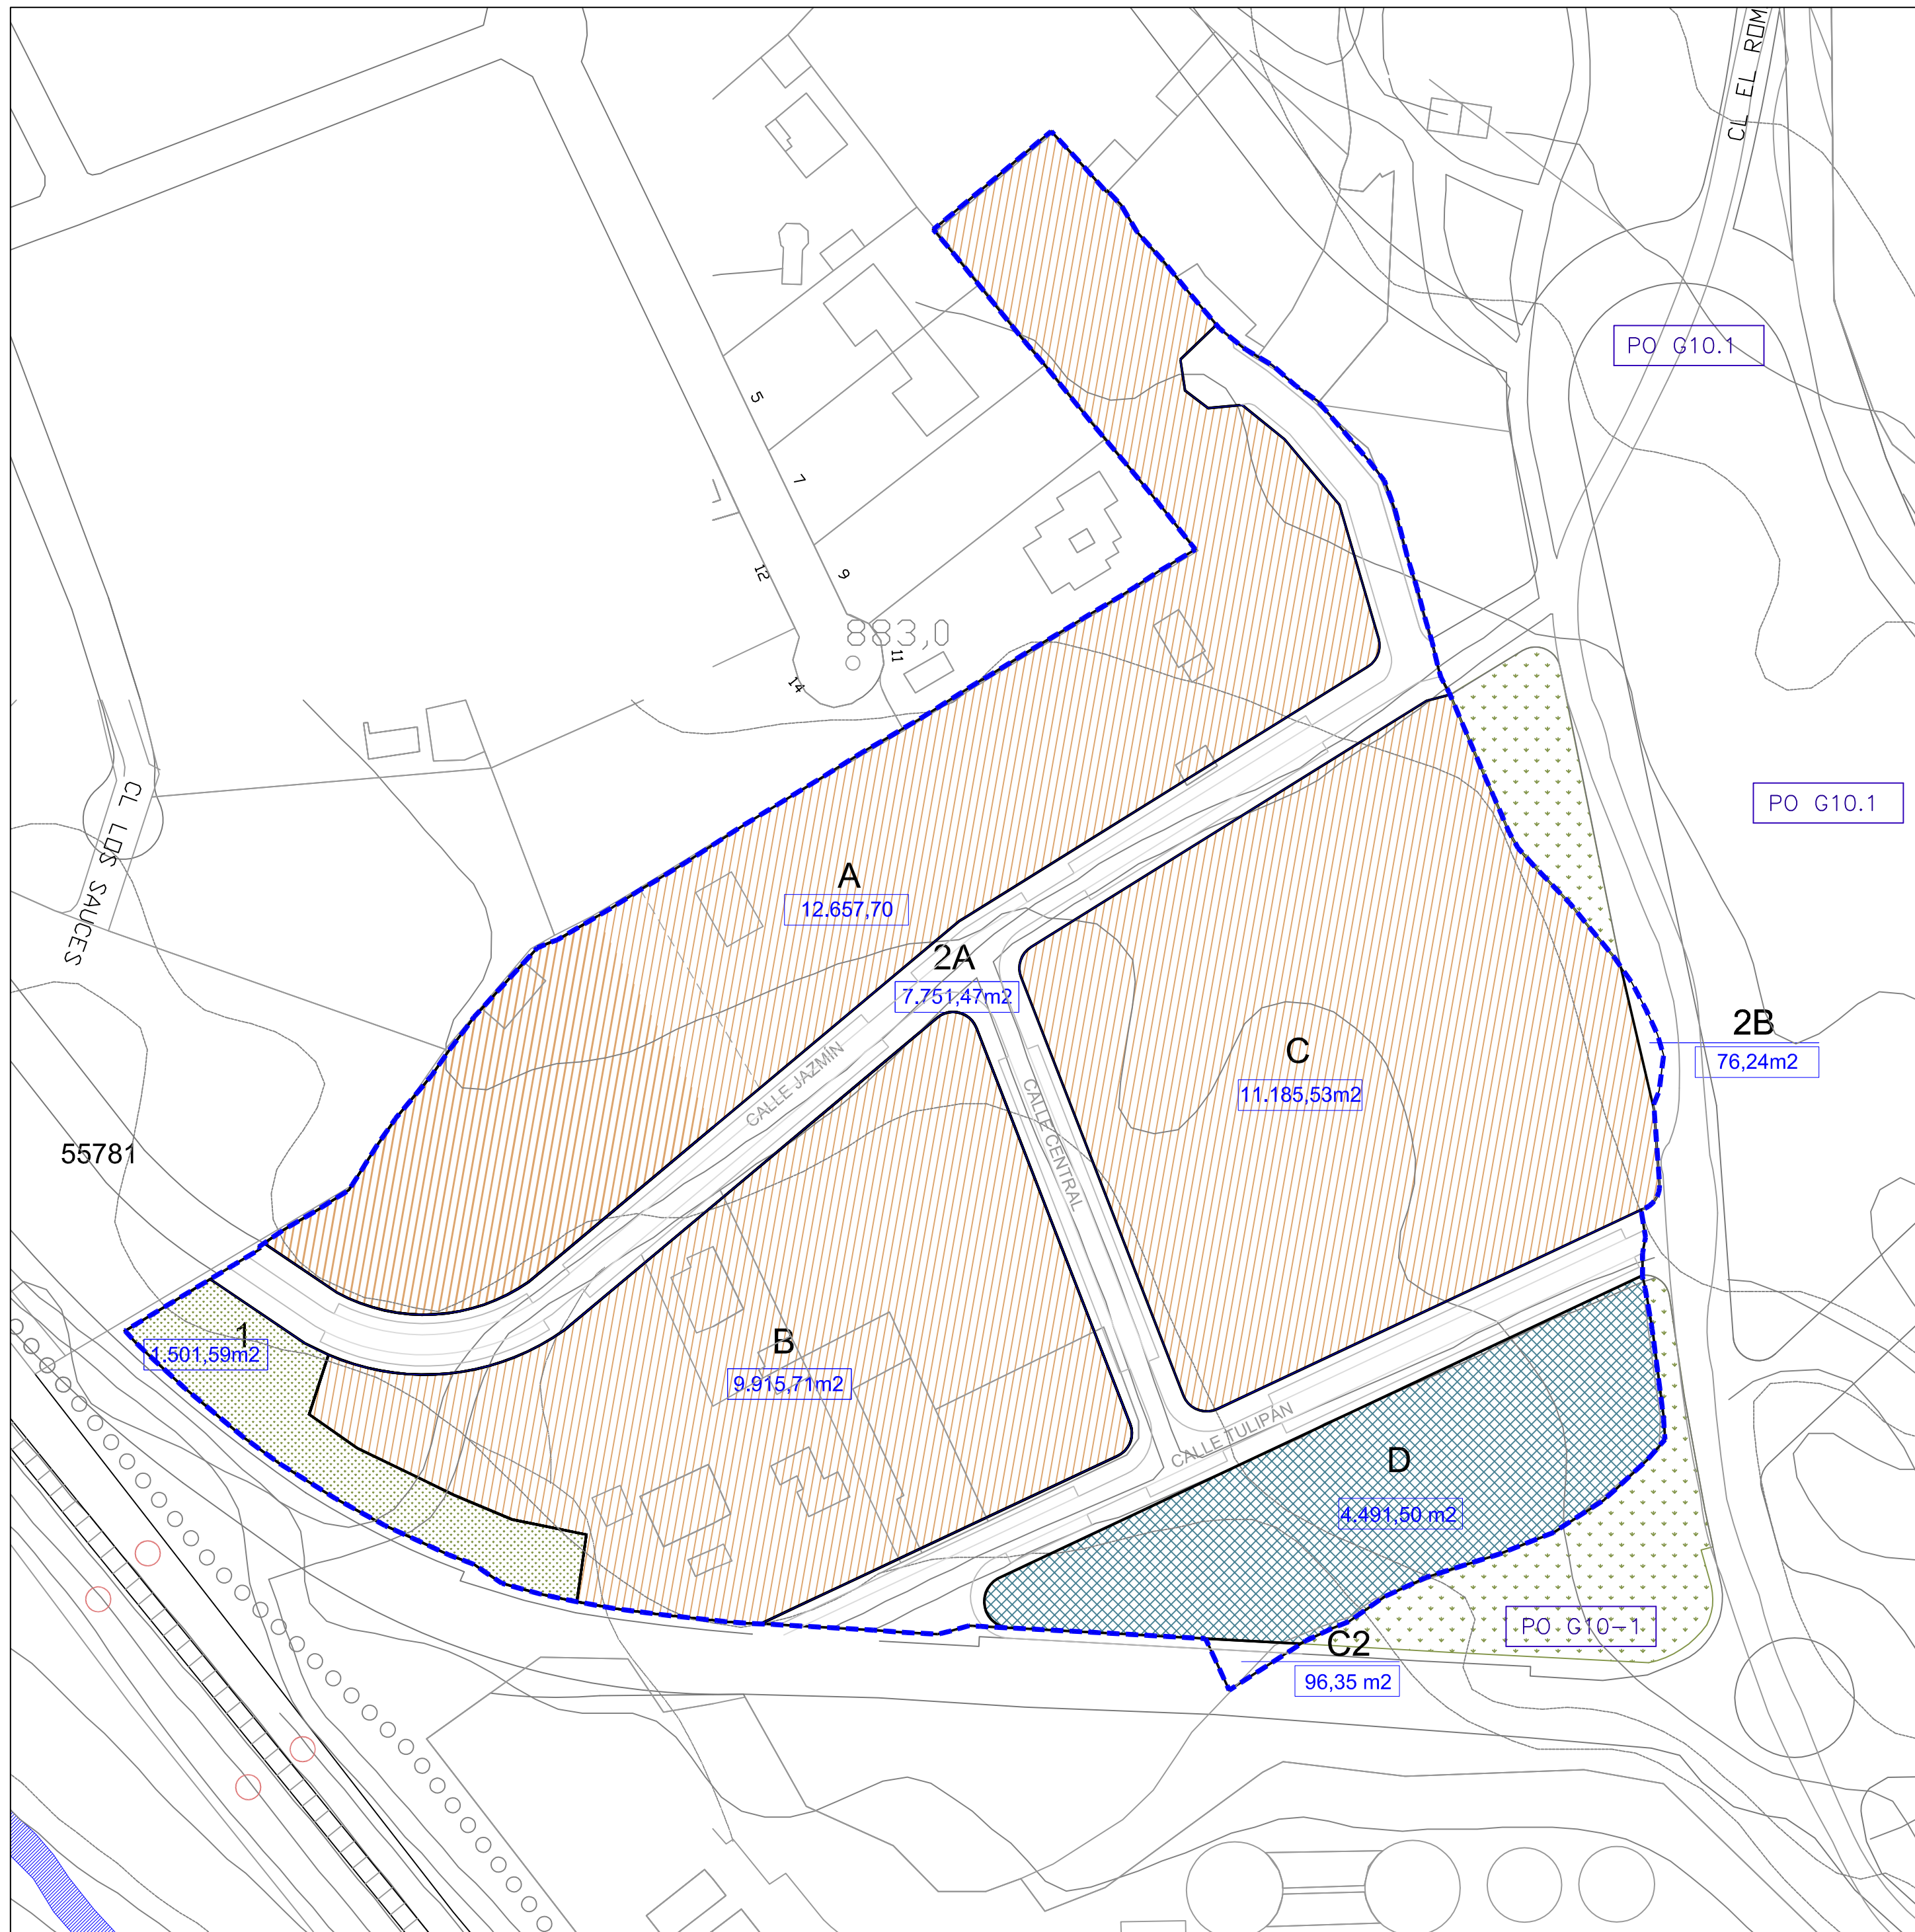 CL EL ROM
PO G10.1
5
7
12
9
883,0
11
14
CL LOS SAUCES
PO G10.1
A
12.657,70
2A
7.751,47m2
2B
76,24m2
C
11.185,53m2
CALLE JAZMÍN
CALLE CENTRAL
55781
1
1.501,59m2
B
9.915,71m2
CALLE TULIPÁN
D
4.491,50 m2
PO G10-1
C2
96,35 m2